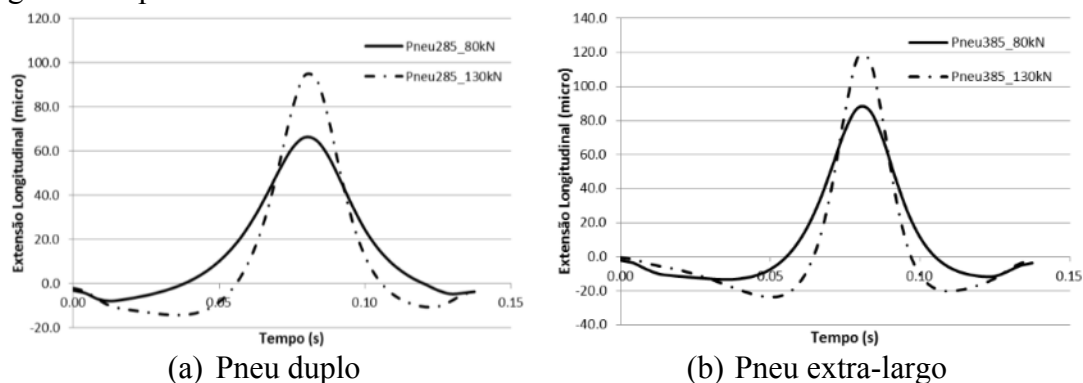 120.0
100.0
80.0
60.0
40.0
20.0
0.0
-20.0
0.00
0.05
0.10
0.15
Extensão Longitudinal (micro)
Tempo (s)
Pneu285_80kN
Pneu285_130kN
(a) Pneu duplo
140.0
120.0
100.0
80.0
60.0
40.0
20.0
0.0
-20.0
-40.0
0.00
0.05
0.10
0.15
Extensão Longitudinal (micro)
Tempo (s)
Pneu385_80kN
Pneu385_130kN
(b) Pneu extra-largo